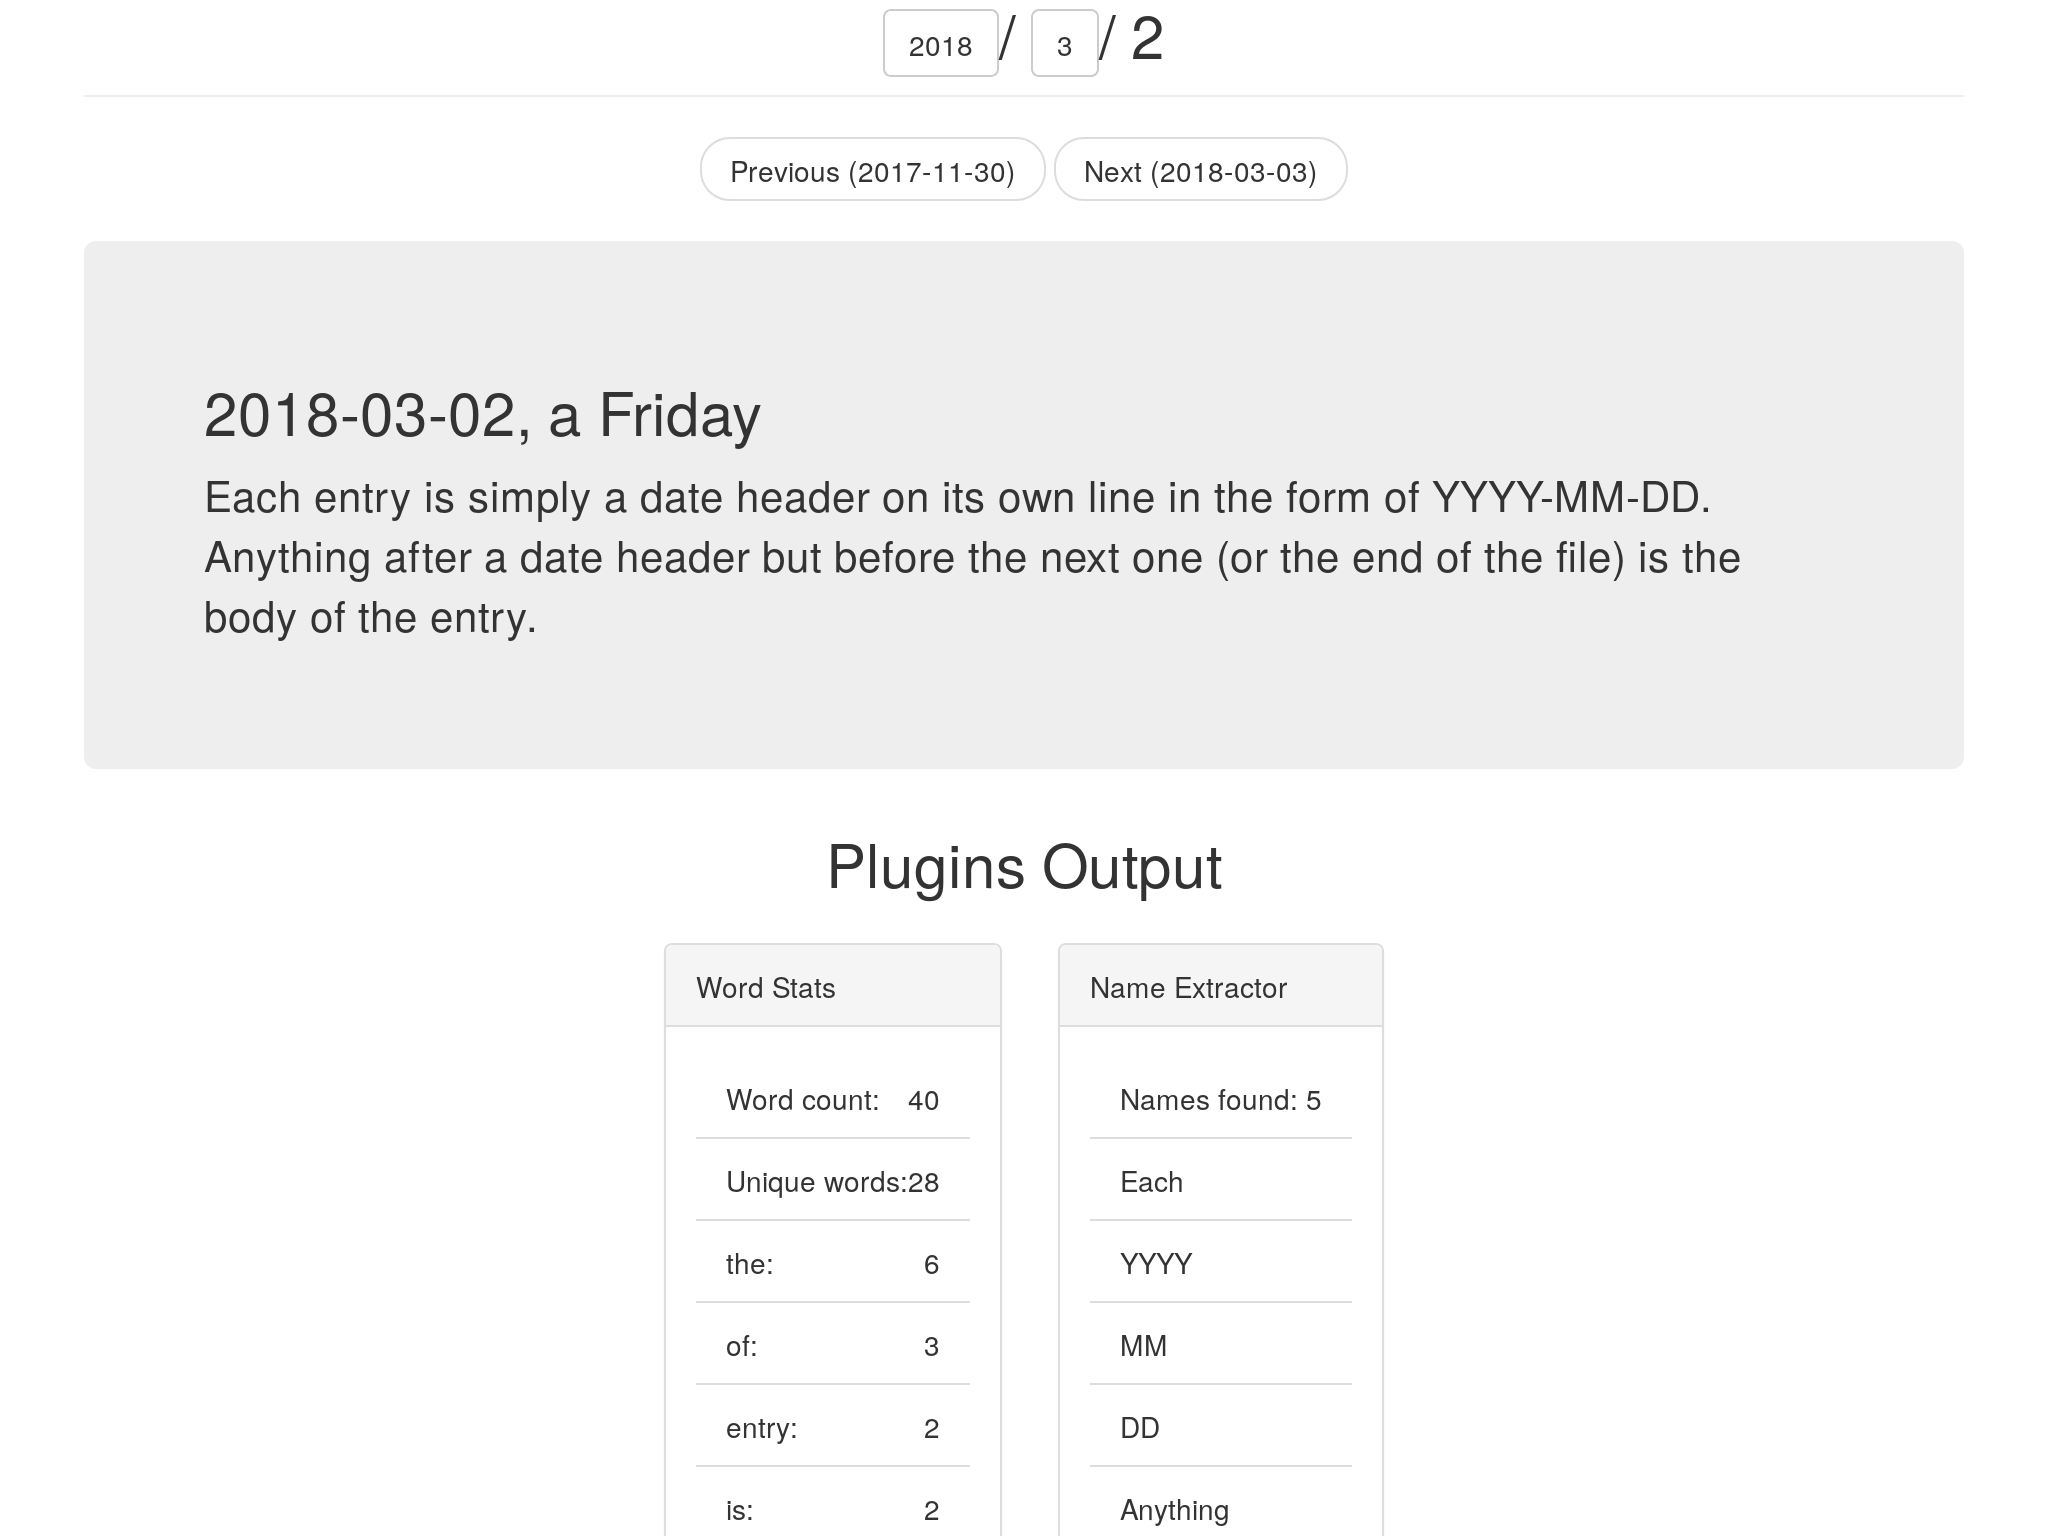 2018 / 3 / 2
Previous (2017-11-30) Next (2018-03-03)
2018-03-02, a Friday
Each entry is simply a date header on its own line in the form of YYYY-MM-DD.
Anything after a date header but before the next one (or the end of the file) is the
body of the entry.
Plugins Output
Word Stats
Word count: 40
Unique words:28
the: 6
of: 3
entry: 2
is: 2
Name Extractor
Names found: 5
Each
YYYY
MM
DD
Anything